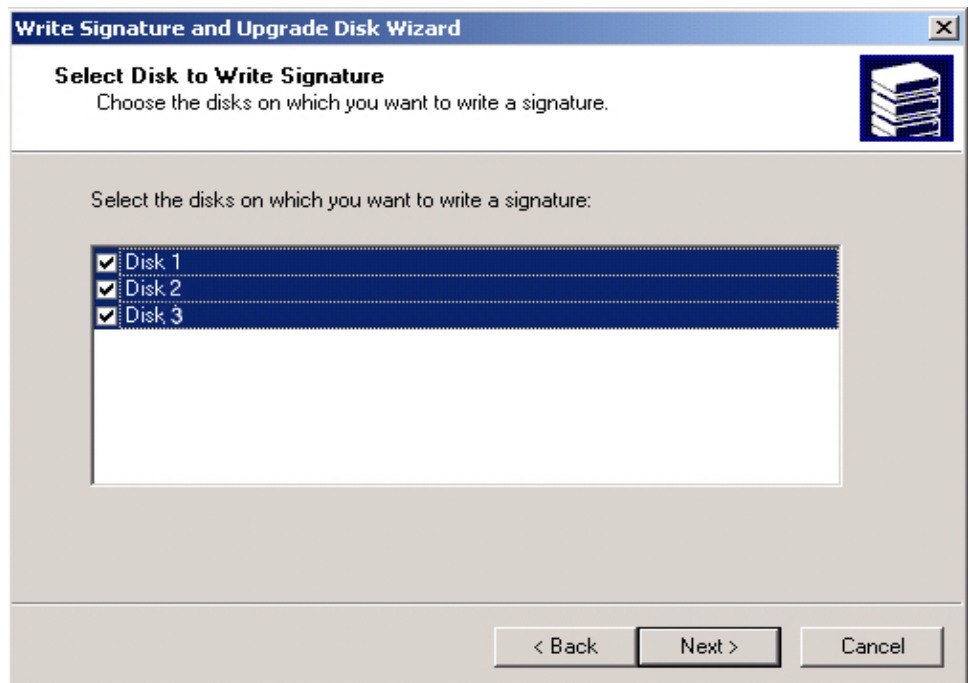 Write Signature and Upgrade Disk Wizard
Select Disk to Write Signature
Choose the disks on which you want to write a signature.
Select the disks on which you want to write a signature:
Disk 1
Disk 2
Disk 3
< Back
Next >
Cancel